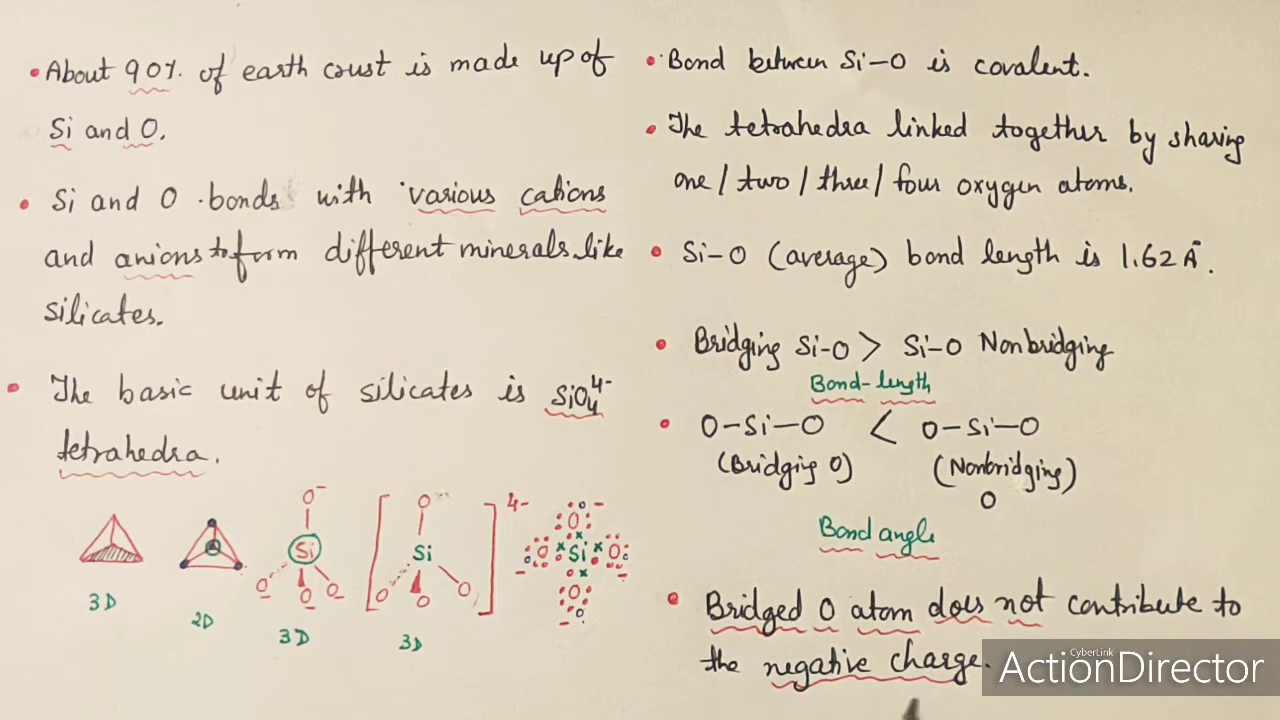 • About 90% of earth crust is made up of
Si and O.
• Si and O bonds with various cations
and anions to form different minerals like
silicates.
• The basic unit of silicates is SiO₄⁴⁻
tetrahedra.
3D
2D
O⁻
Si
O⁻ O⁻ O⁻
3D
[ O Si O O O ]⁴⁻
3D
O
O Si O
O
• Bond between Si–O is covalent.
• The tetrahedra linked together by sharing
one/two/three/four oxygen atoms.
• Si–O (average) bond length is 1.62 Å.
• Bridging Si–O > Si–O Nonbridging
Bond-length
• O–Si–O < O–Si–O
(Bridging O) (Nonbridging)
O
Bond angle
• Bridged O atom does not contribute to
the negative charge.
CyberLink
ActionDirector